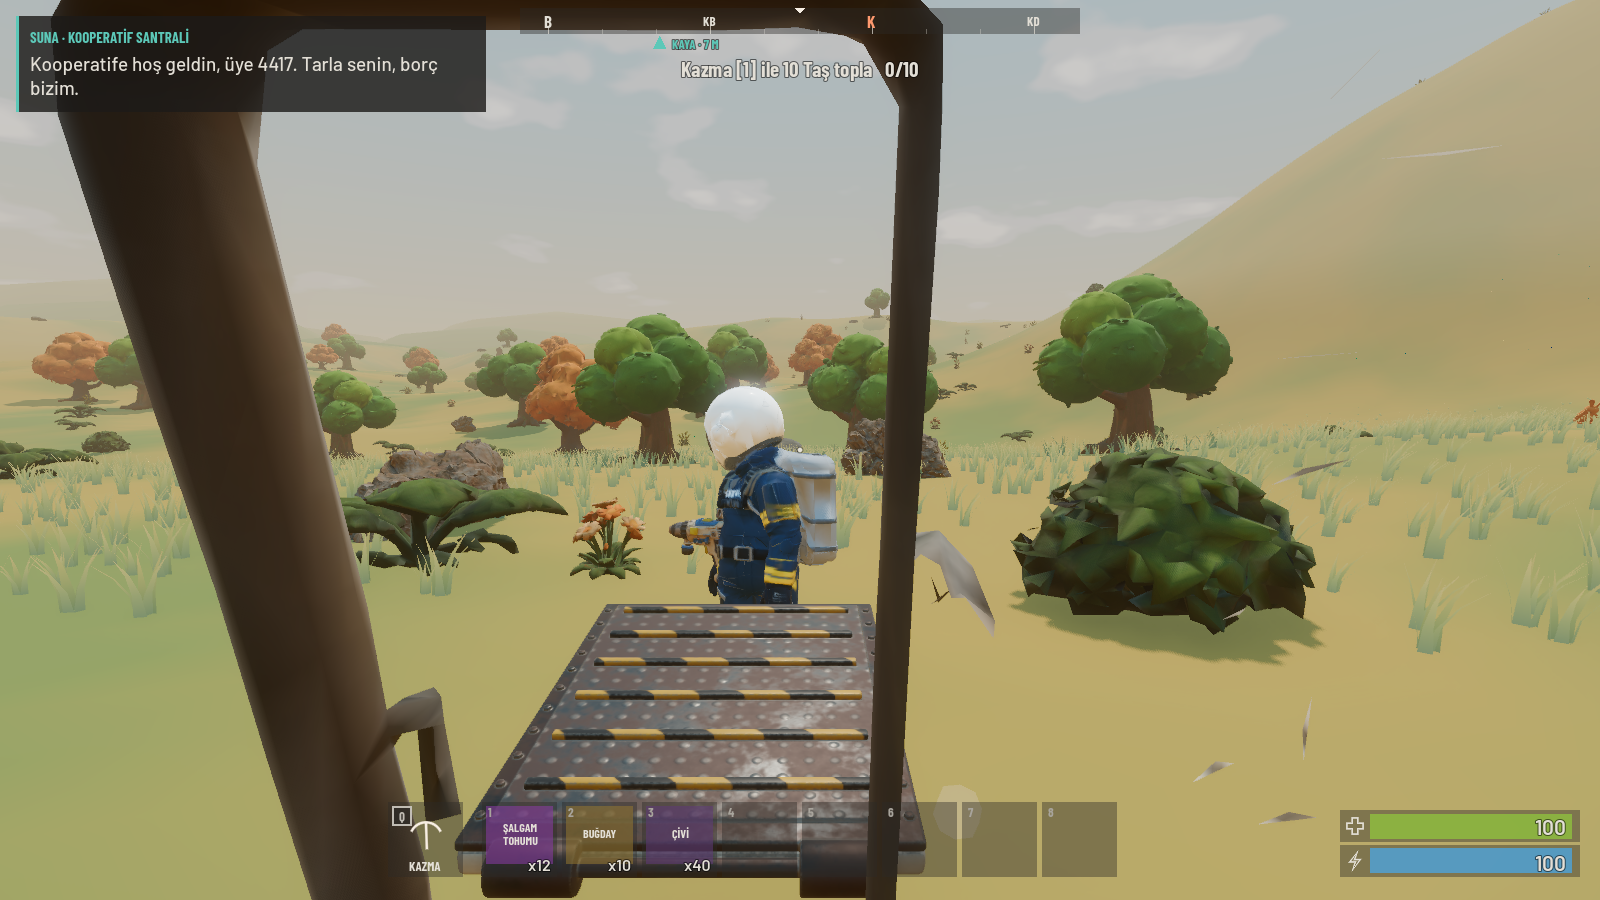 B
KB
K
KD
SUNA · KOOPERATİF SANTRALİ
Kooperatife hoş geldin, üye 4417. Tarla senin, borç
bizim.
KAYA · 7 M
Kazma [1] ile 10 Taş topla 0/10
Q
KAZMA
1
ŞALGAM
TOHUMU
x12
2
BUĞDAY
x10
3
ÇİVİ
x40
4
5
6
7
8
100
100